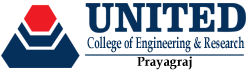 UNITED
College of Engineering & Research
Prayagraj